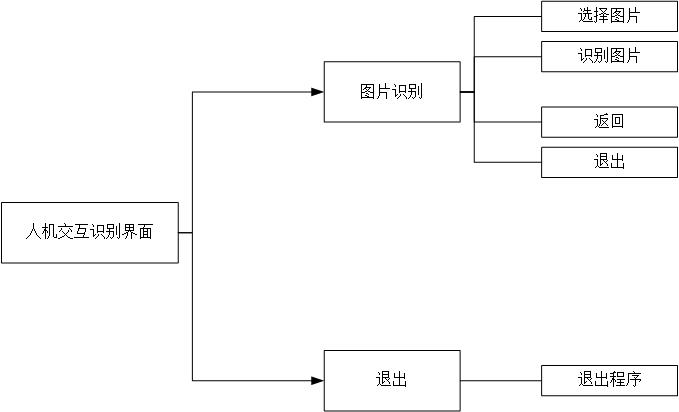 选择图片
识别图片
图片识别
返回
退出
人机交互识别界面
退出
退出程序